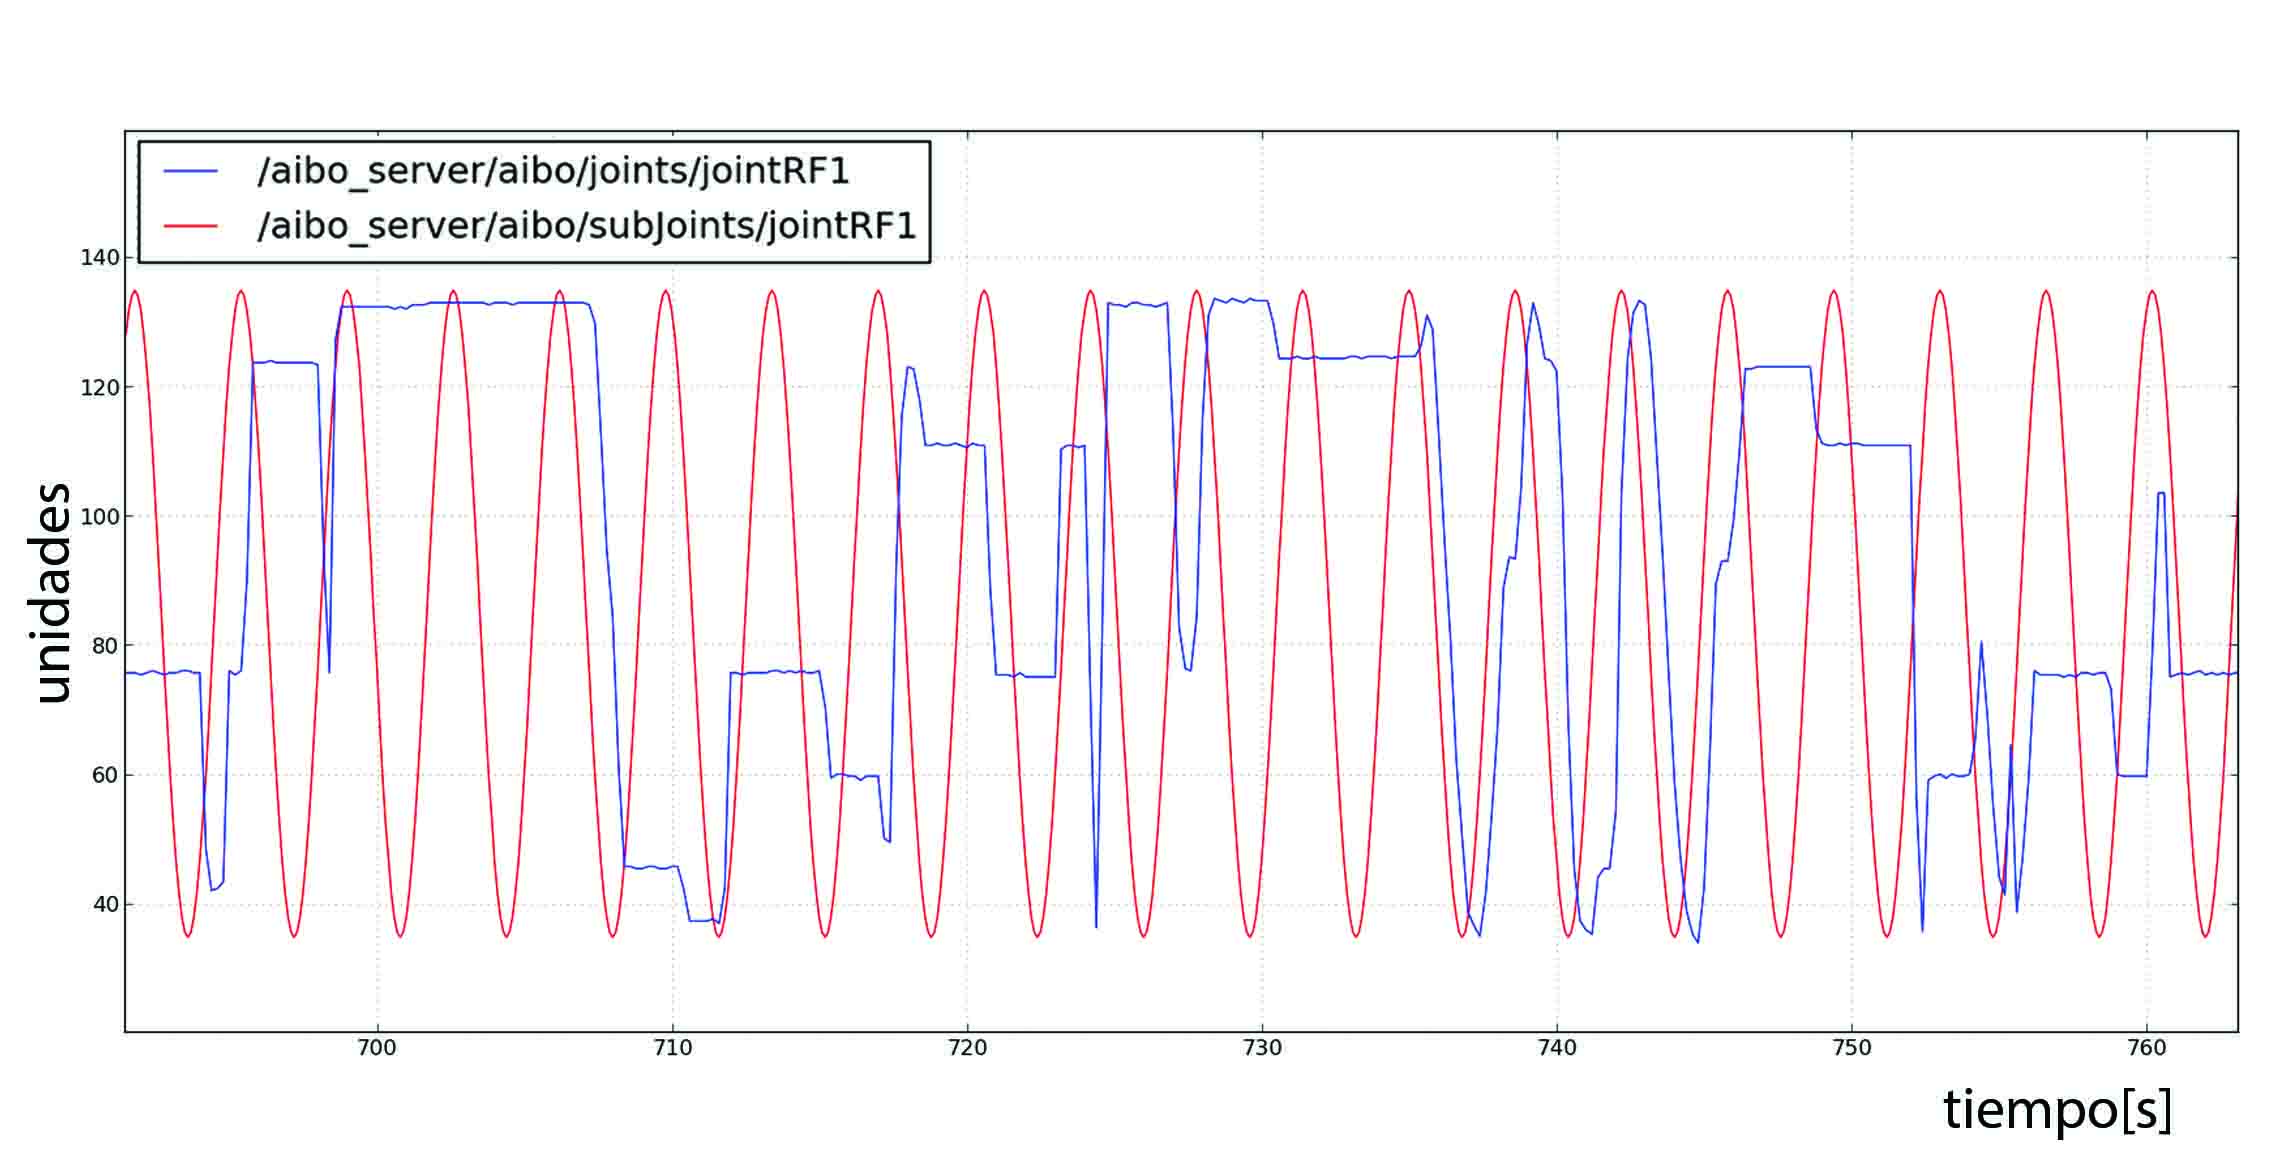 /aibo_server/aibo/joints/jointRF1
/aibo_server/aibo/subJoints/jointRF1
140
120
100
80
60
40
unidades
700 710 720 730 740 750 760
tiempo[s]